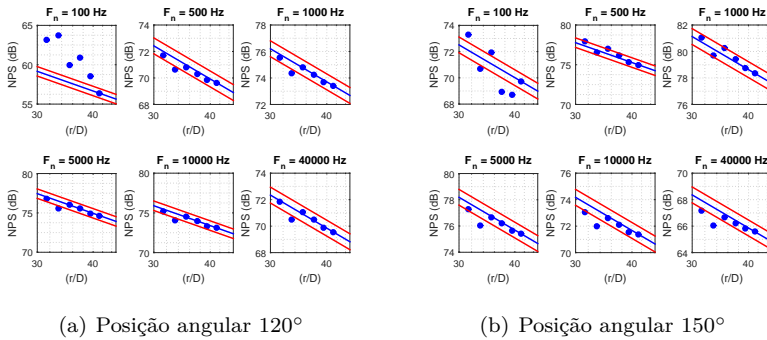 F_n = 100 Hz F_n = 500 Hz F_n = 1000 Hz
NPS (dB) 65 60 55 30 40 (r/D)
NPS (dB) 74 72 70 68 30 40 (r/D)
NPS (dB) 78 76 74 72 30 40 (r/D)
F_n = 5000 Hz F_n = 10000 Hz F_n = 40000 Hz
NPS (dB) 80 75 70 30 40 (r/D)
NPS (dB) 80 75 70 30 40 (r/D)
NPS (dB) 74 72 70 68 30 40 (r/D)
(a) Posição angular 120°
F_n = 100 Hz F_n = 500 Hz F_n = 1000 Hz
NPS (dB) 74 72 70 68 30 40 (r/D)
NPS (dB) 80 75 70 30 40 (r/D)
NPS (dB) 82 80 78 76 30 40 (r/D)
F_n = 5000 Hz F_n = 10000 Hz F_n = 40000 Hz
NPS (dB) 80 78 76 74 30 40 (r/D)
NPS (dB) 76 74 72 70 30 40 (r/D)
NPS (dB) 70 68 66 64 30 40 (r/D)
(b) Posição angular 150°